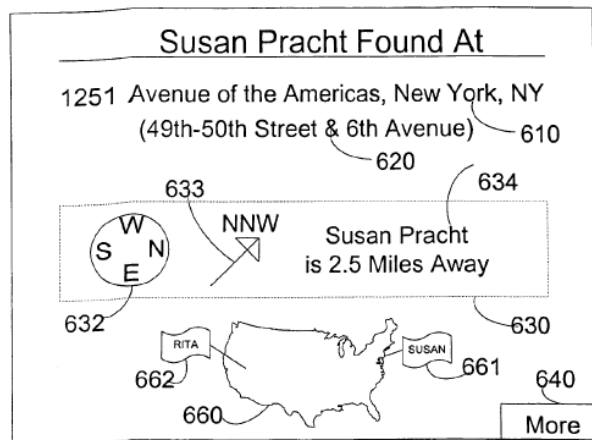 Susan Pracht Found At
1251 Avenue of the Americas, New York, NY
(49th-50th Street & 6th Avenue)
610
620
634
633
W
S N
E
NNW
Susan Pracht
is 2.5 Miles Away
632
630
RITA
SUSAN
662
661
660
640
More